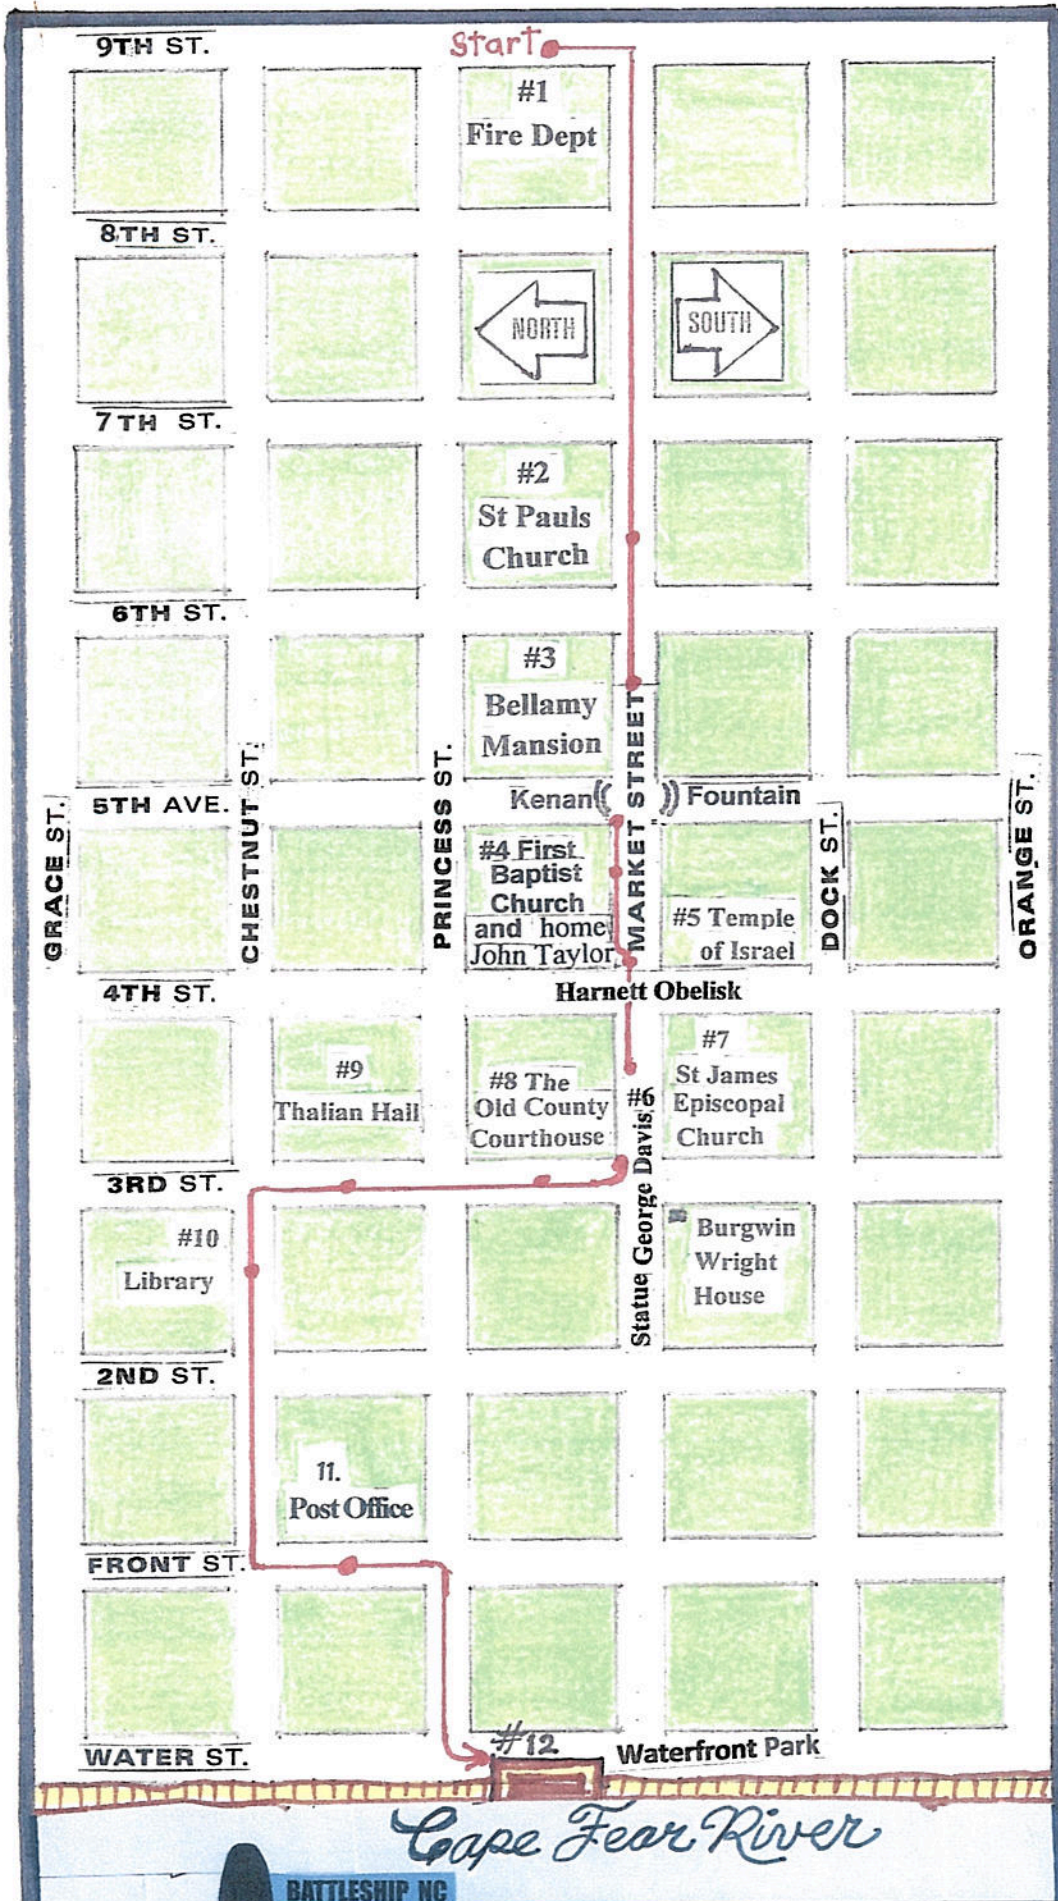 9TH ST.
Start
#1
Fire Dept
8TH ST.
NORTH
SOUTH
7TH ST.
#2
St Pauls
Church
6TH ST.
#3
Bellamy
Mansion
MARKET STREET
GRACE ST.
CHESTNUT ST.
PRINCESS ST.
DOCK ST.
ORANGE ST.
5TH AVE.
Kenan (( )) Fountain
#4 First
Baptist
Church
and home
John Taylor
#5 Temple
of Israel
4TH ST.
Harnett Obelisk
#9
Thalian Hall
#8 The
Old County
Courthouse
#6
Statue George Davis
#7
St James
Episcopal
Church
3RD ST.
#10
Library
Burgwin
Wright
House
2ND ST.
11.
Post Office
FRONT ST.
#12
WATER ST.
Waterfront Park
Cape Fear River
BATTLESHIP NC